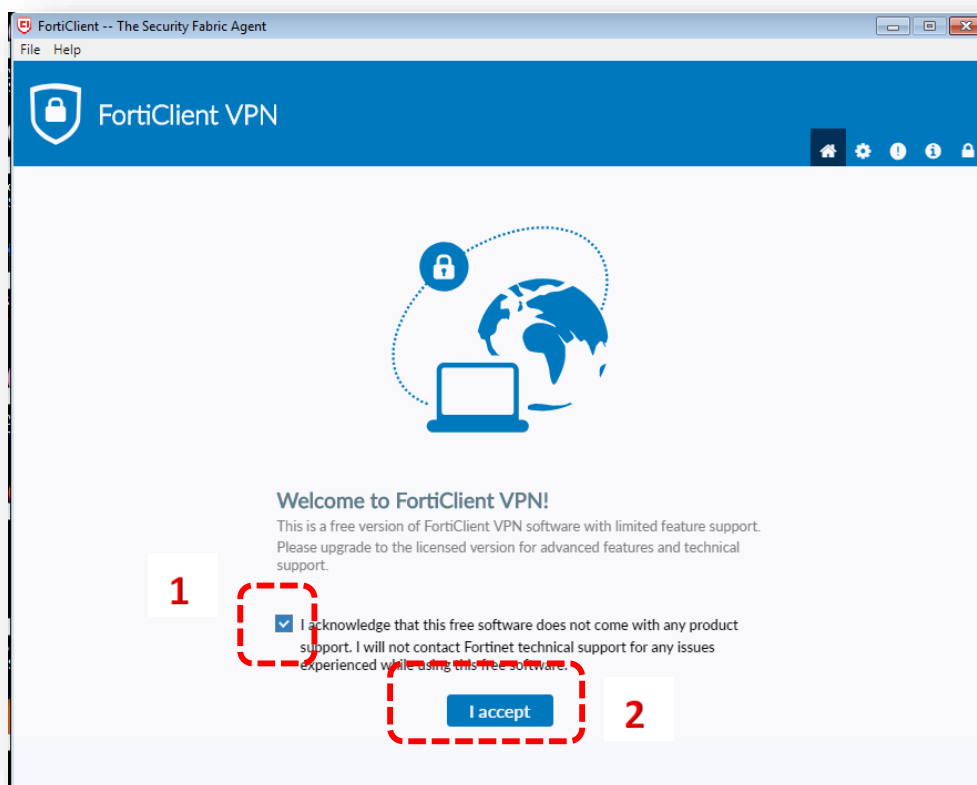 FortiClient -- The Security Fabric Agent
File Help
FortiClient VPN
Welcome to FortiClient VPN!
This is a free version of FortiClient VPN software with limited feature support.
Please upgrade to the licensed version for advanced features and technical
support.
1
I acknowledge that this free software does not come with any product
support. I will not contact Fortinet technical support for any issues
experienced while using this free software.
I accept
2